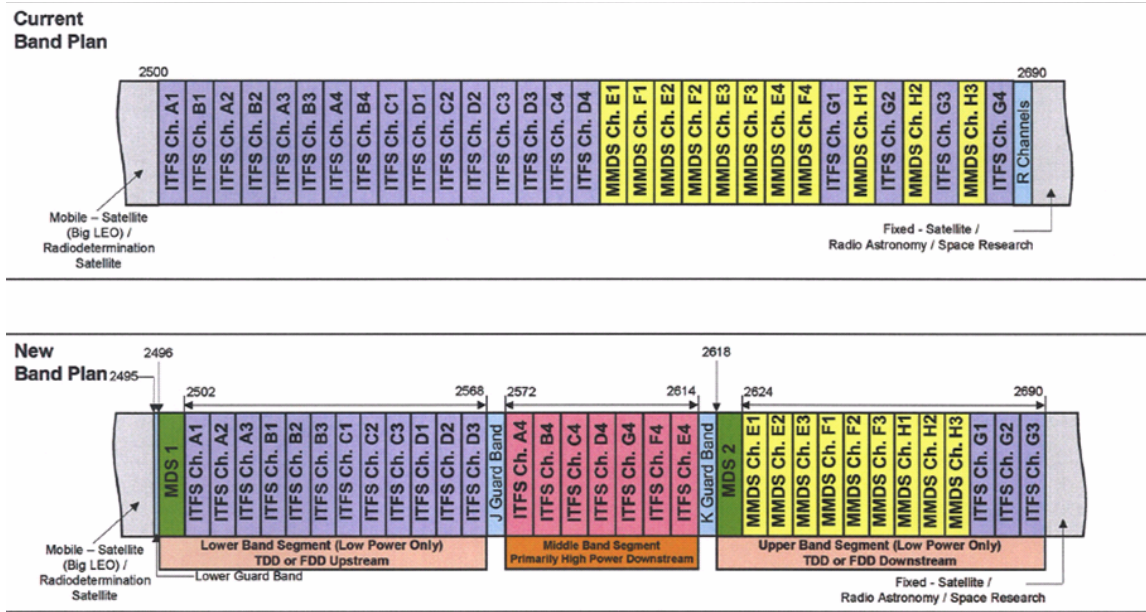 Current
Band Plan
2500
2690
ITFS Ch. A1
ITFS Ch. B1
ITFS Ch. A2
ITFS Ch. B2
ITFS Ch. A3
ITFS Ch. B3
ITFS Ch. A4
ITFS Ch. B4
ITFS Ch. C1
ITFS Ch. D1
ITFS Ch. C2
ITFS Ch. D2
ITFS Ch. C3
ITFS Ch. D3
ITFS Ch. C4
ITFS Ch. D4
MMDS Ch. E1
MMDS Ch. F1
MMDS Ch. E2
MMDS Ch. F2
MMDS Ch. E3
MMDS Ch. F3
MMDS Ch. E4
MMDS Ch. F4
ITFS Ch. G1
MMDS Ch. H1
ITFS Ch. G2
MMDS Ch. H2
ITFS Ch. G3
MMDS Ch. H3
ITFS Ch. G4
R Channels
Mobile – Satellite
(Big LEO) /
Radiodetermination
Satellite
Fixed - Satellite /
Radio Astronomy / Space Research
New
Band Plan
2495
2496
2502
2568
2572
2614
2618
2624
2690
MDS 1
ITFS Ch. A1
ITFS Ch. A2
ITFS Ch. A3
ITFS Ch. B1
ITFS Ch. B2
ITFS Ch. B3
ITFS Ch. C1
ITFS Ch. C2
ITFS Ch. C3
ITFS Ch. D1
ITFS Ch. D2
ITFS Ch. D3
J Guard Band
ITFS Ch. A4
ITFS Ch. B4
ITFS Ch. C4
ITFS Ch. D4
ITFS Ch. G4
ITFS Ch. F4
ITFS Ch. E4
K Guard Band
MDS 2
MMDS Ch. E1
MMDS Ch. E2
MMDS Ch. E3
MMDS Ch. F1
MMDS Ch. F2
MMDS Ch. F3
MMDS Ch. H1
MMDS Ch. H2
MMDS Ch. H3
ITFS Ch. G1
ITFS Ch. G2
ITFS Ch. G3
Lower Band Segment (Low Power Only)
TDD or FDD Upstream
Middle Band Segment
Primarily High Power Downstream
Upper Band Segment (Low Power Only)
TDD or FDD Downstream
Mobile – Satellite
(Big LEO) /
Radiodetermination
Satellite
Lower Guard Band
Fixed - Satellite /
Radio Astronomy / Space Research